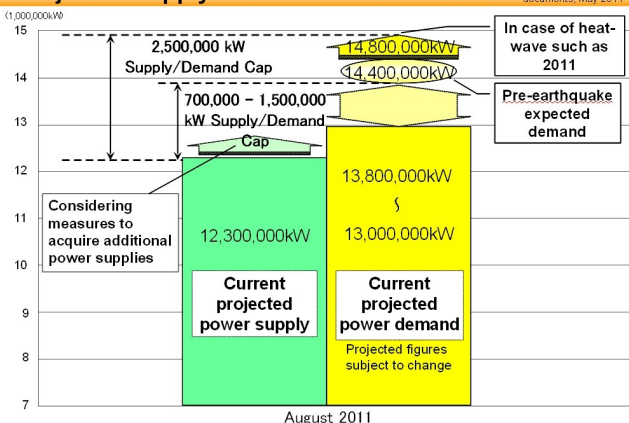 documents, May 2011
(1,000,000kW)
15
14
13
12
11
10
9
8
7
2,500,000 kW
Supply/Demand Cap
700,000 – 1,500,000
kW Supply/Demand
Cap
14,800,000kW
14,400,000kW
In case of heat-
wave such as
2011
Pre-earthquake
expected
demand
Considering
measures to
acquire additional
power supplies
12,300,000kW
Current
projected
power supply
13,800,000kW
13,000,000kW
Current
projected
power demand
Projected figures
subject to change
August 2011